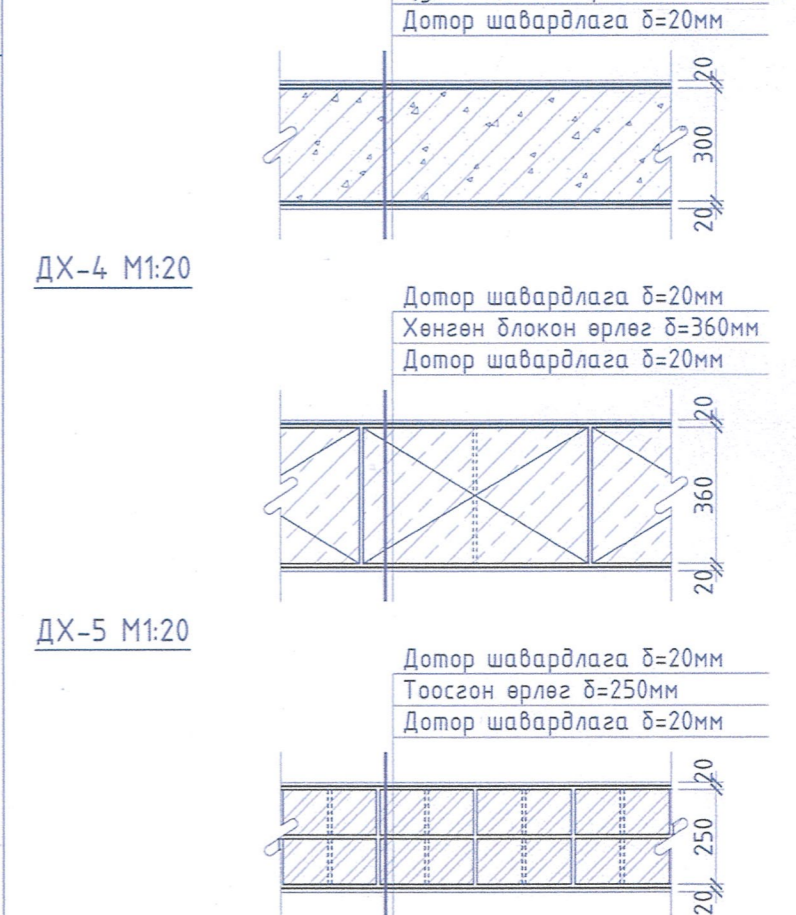 Дотор шавардлага δ=20мм
20
300
20
ДХ-4 М1:20
Дотор шавардлага δ=20мм
Хөнгөн блокон өрлөг δ=360мм
Дотор шавардлага δ=20мм
20
360
20
ДХ-5 М1:20
Дотор шавардлага δ=20мм
Тоосгон өрлөг δ=250мм
Дотор шавардлага δ=20мм
20
250
20